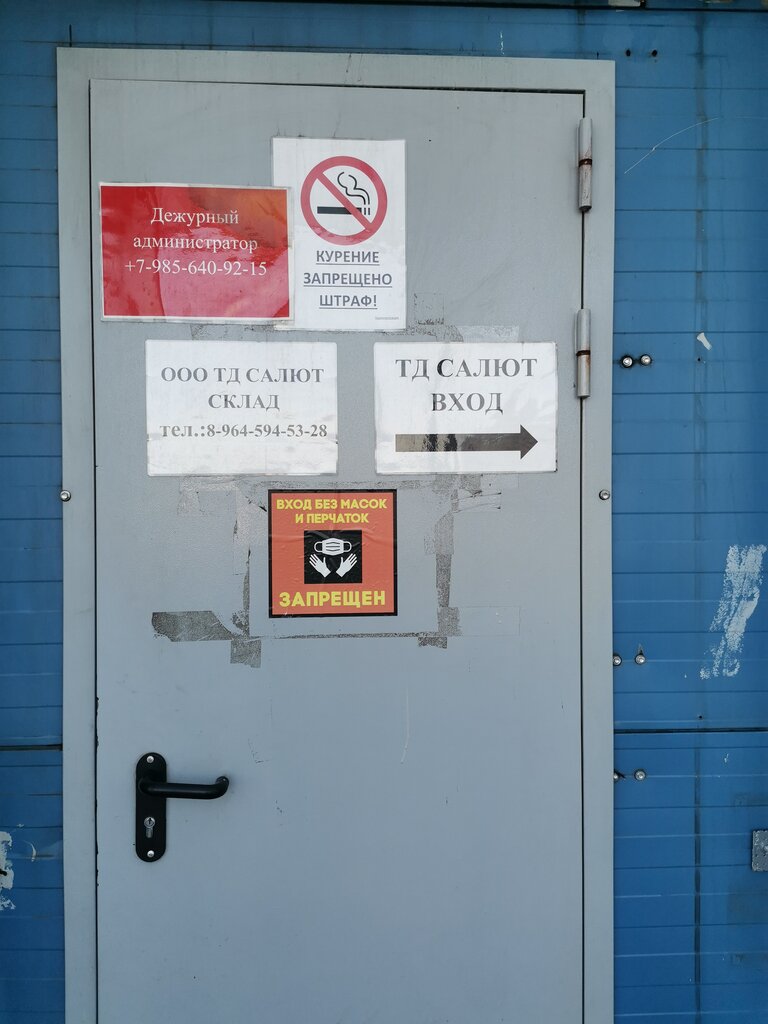 Дежурный
администратор
+7-985-640-92-15
КУРЕНИЕ
ЗАПРЕЩЕНО
ШТРАФ!
ООО ТД САЛЮТ
СКЛАД
тел.:8-964-594-53-28
ТД САЛЮТ
ВХОД
ВХОД БЕЗ МАСОК
И ПЕРЧАТОК
ЗАПРЕЩЕН